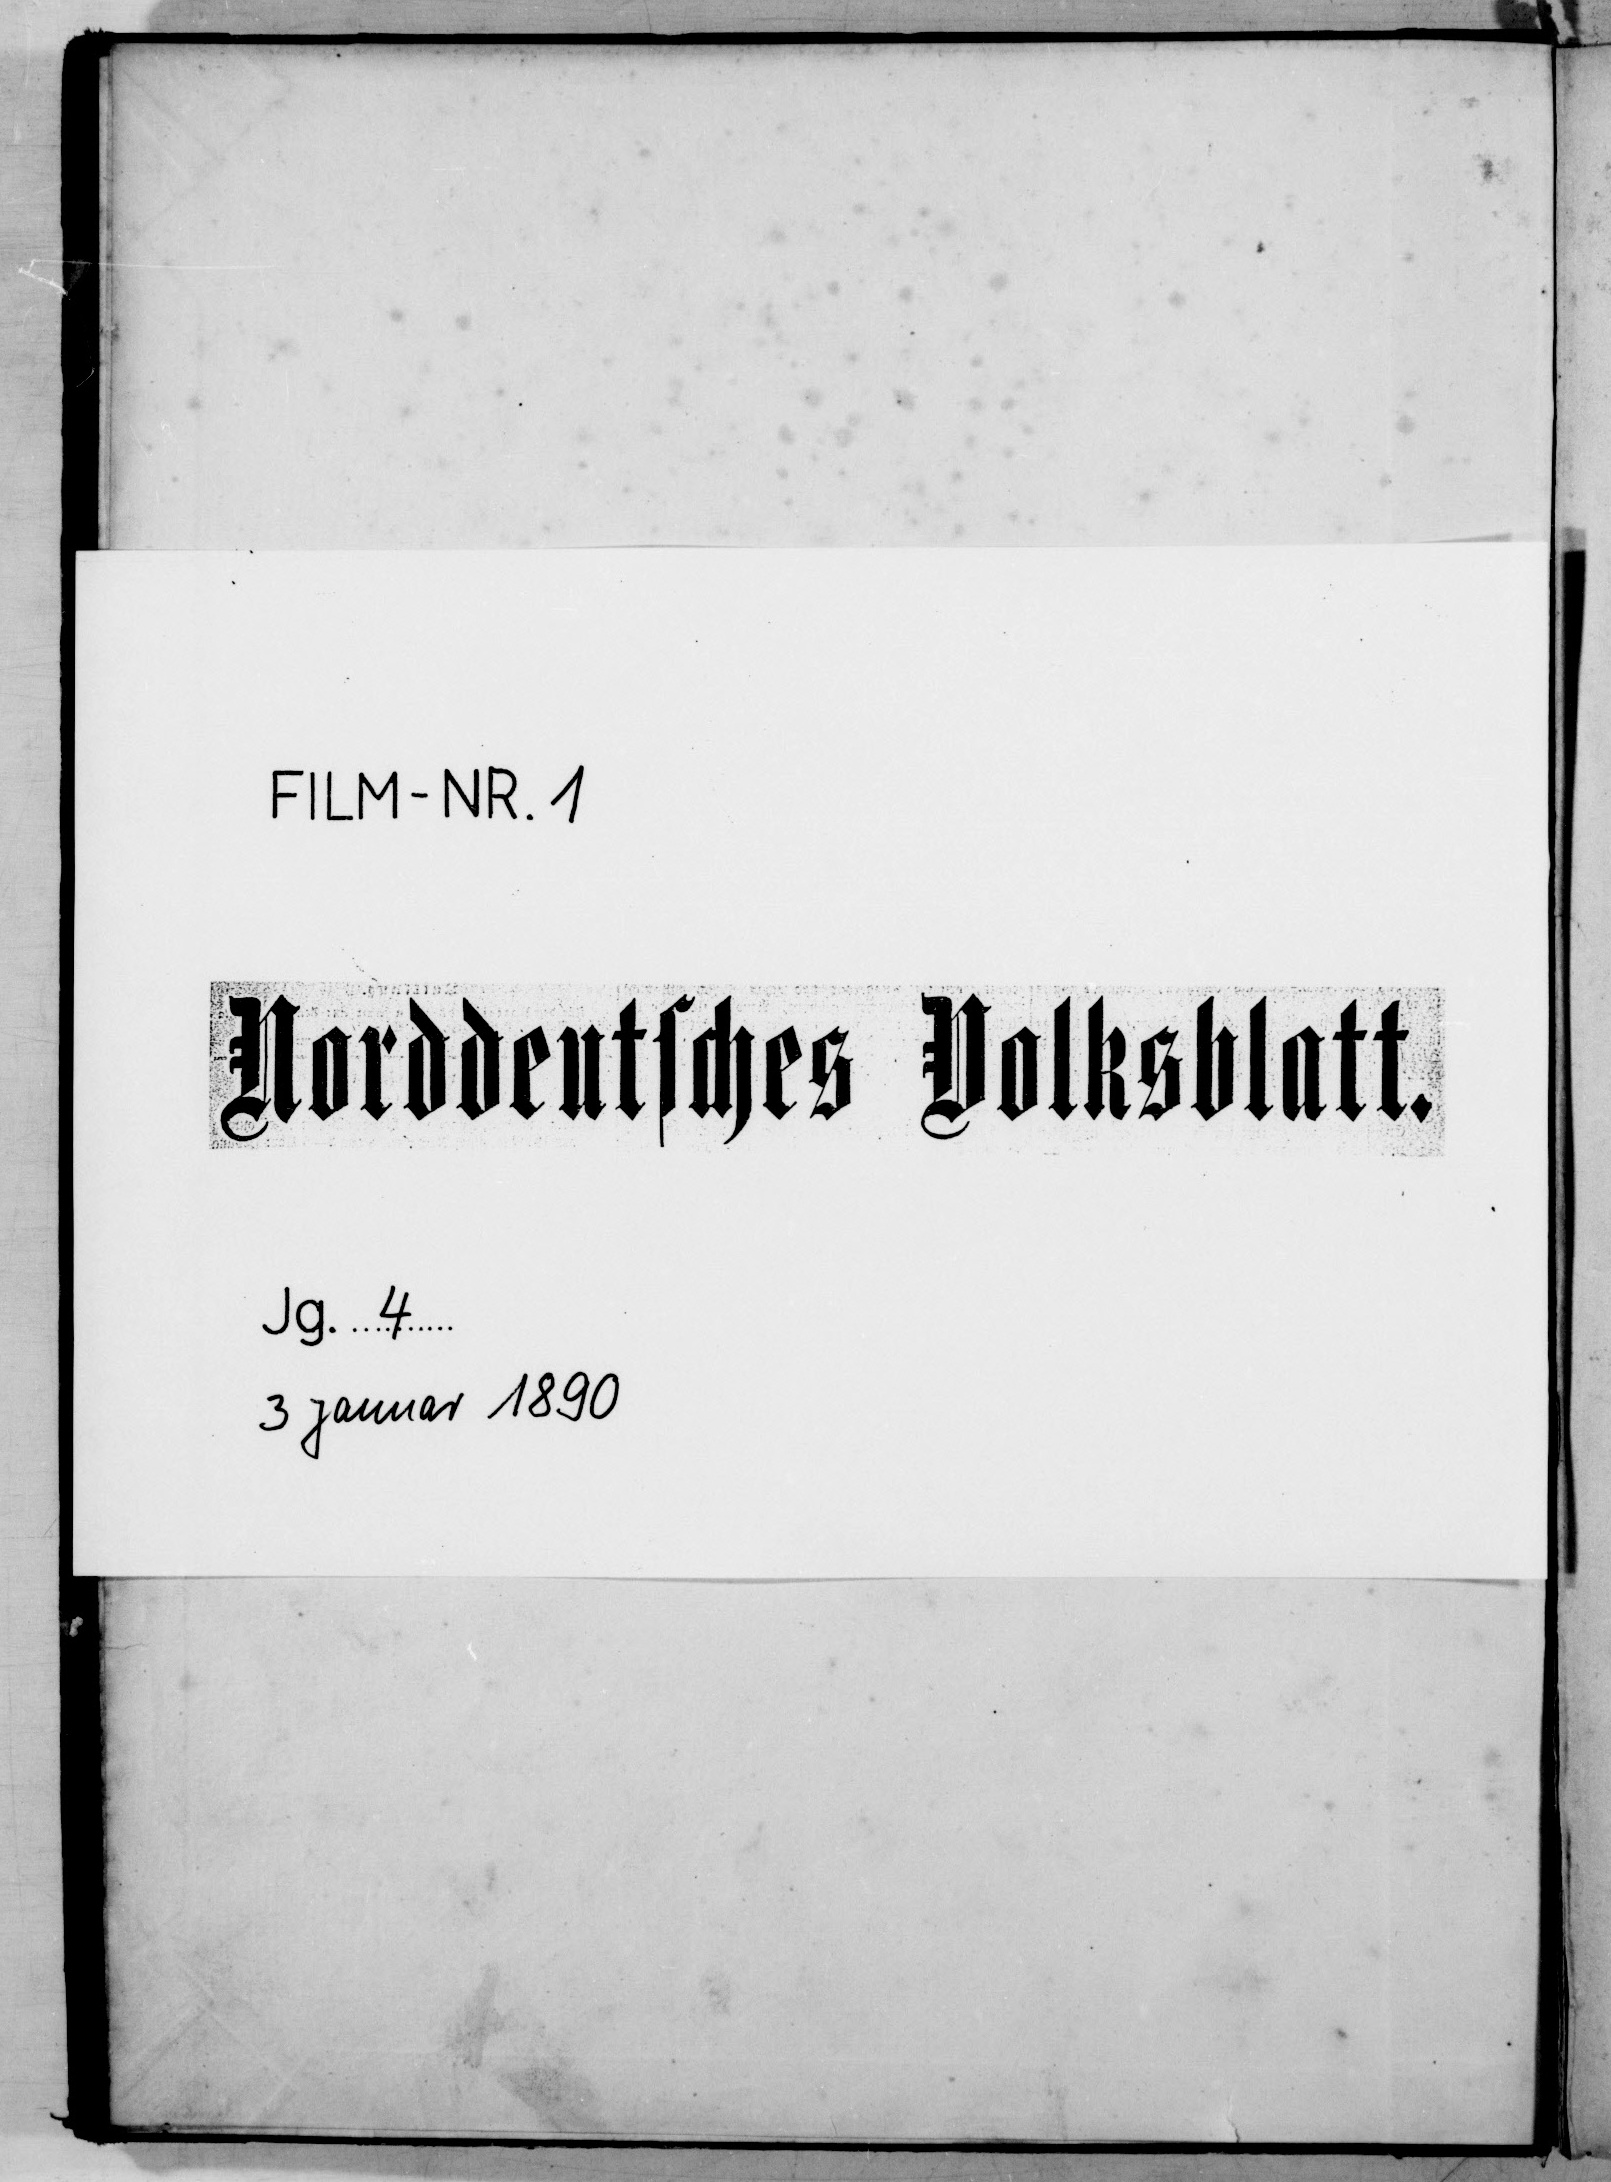 FILM-NR. 1
Norddeutſches Volksblatt.
Jg. 4
3 januar 1890